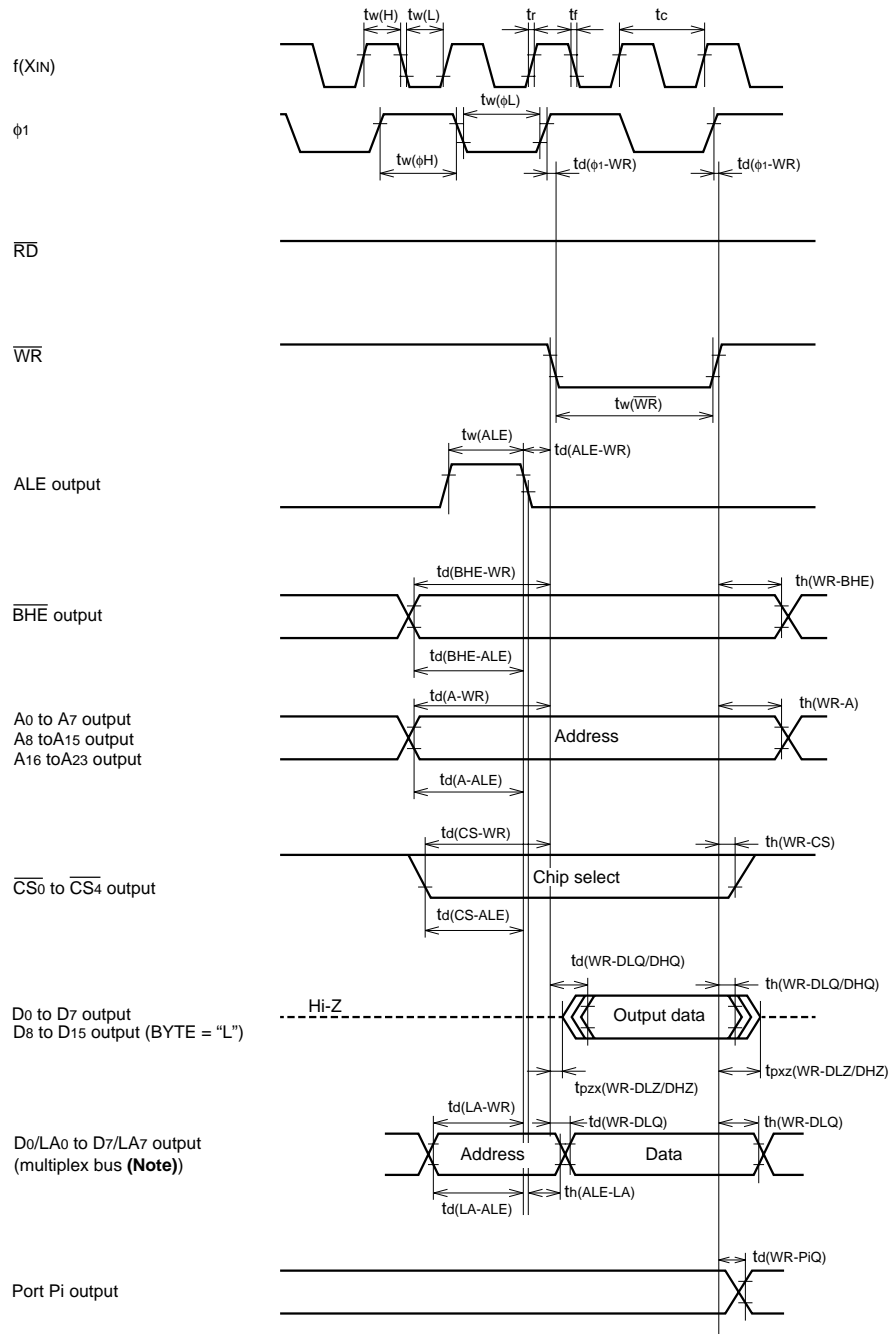 tw(H) tw(L) tr tf tc
f(XIN)
tw(ϕL)
ϕ1
tw(ϕH) td(ϕ1-WR) td(ϕ1-WR)
RD
WR
tw(WR)
tw(ALE) td(ALE-WR)
ALE output
td(BHE-WR) th(WR-BHE)
BHE output
td(BHE-ALE)
td(A-WR) th(WR-A)
A0 to A7 output
A8 toA15 output Address
A16 toA23 output
td(A-ALE)
td(CS-WR) th(WR-CS)
CS0 to CS4 output Chip select
td(CS-ALE)
td(WR-DLQ/DHQ) th(WR-DLQ/DHQ)
D0 to D7 output Hi-Z Output data
D8 to D15 output (BYTE = “L”)
tpzx(WR-DLZ/DHZ) tpxz(WR-DLZ/DHZ)
td(LA-WR) td(WR-DLQ) th(WR-DLQ)
D0/LA0 to D7/LA7 output Address Data
(multiplex bus (Note))
td(LA-ALE) th(ALE-LA)
td(WR-PiQ)
Port Pi output